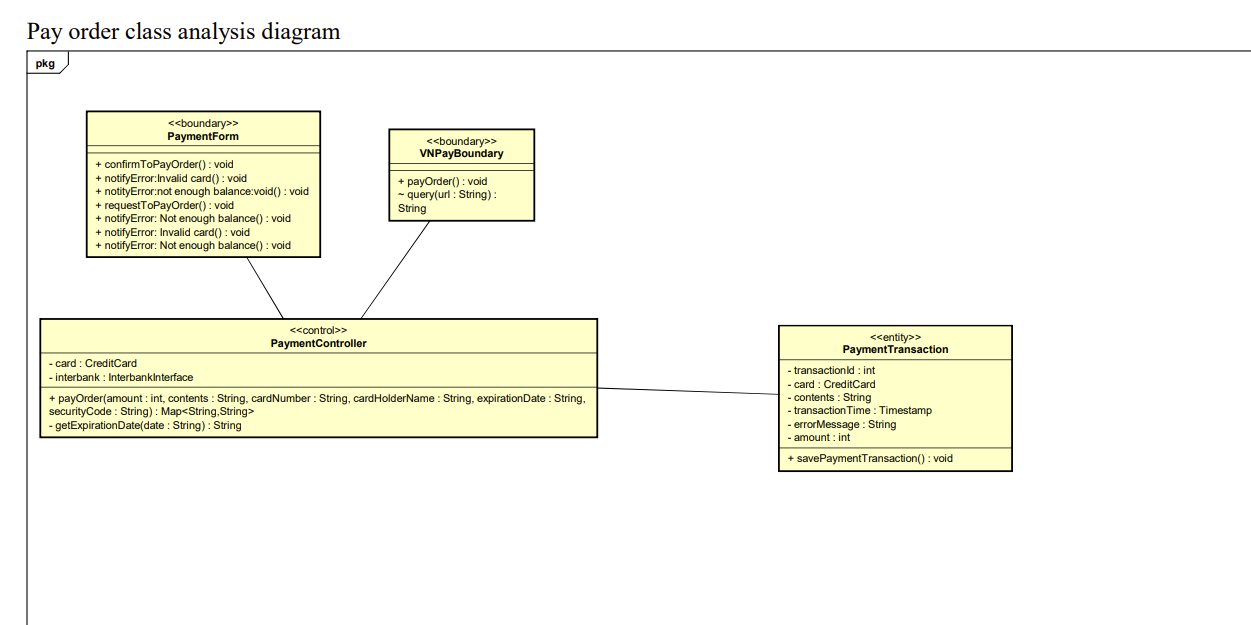 Pay order class analysis diagram
pkg
<<boundary>>
PaymentForm
+ confirmToPayOrder() : void
+ notifyError:Invalid card() : void
+ notityError:not enough balance:void() : void
+ requestToPayOrder() : void
+ notifyError: Not enough balance() : void
+ notifyError: Invalid card() : void
+ notifyError: Not enough balance() : void
<<boundary>>
VNPayBoundary
+ payOrder() : void
~ query(url : String) :
String
<<control>>
PaymentController
- card : CreditCard
- interbank : InterbankInterface
+ payOrder(amount : int, contents : String, cardNumber : String, cardHolderName : String, expirationDate : String,
securityCode : String) : Map<String,String>
- getExpirationDate(date : String) : String
<<entity>>
PaymentTransaction
- transactionId : int
- card : CreditCard
- contents : String
- transactionTime : Timestamp
- errorMessage : String
- amount : int
+ savePaymentTransaction() : void